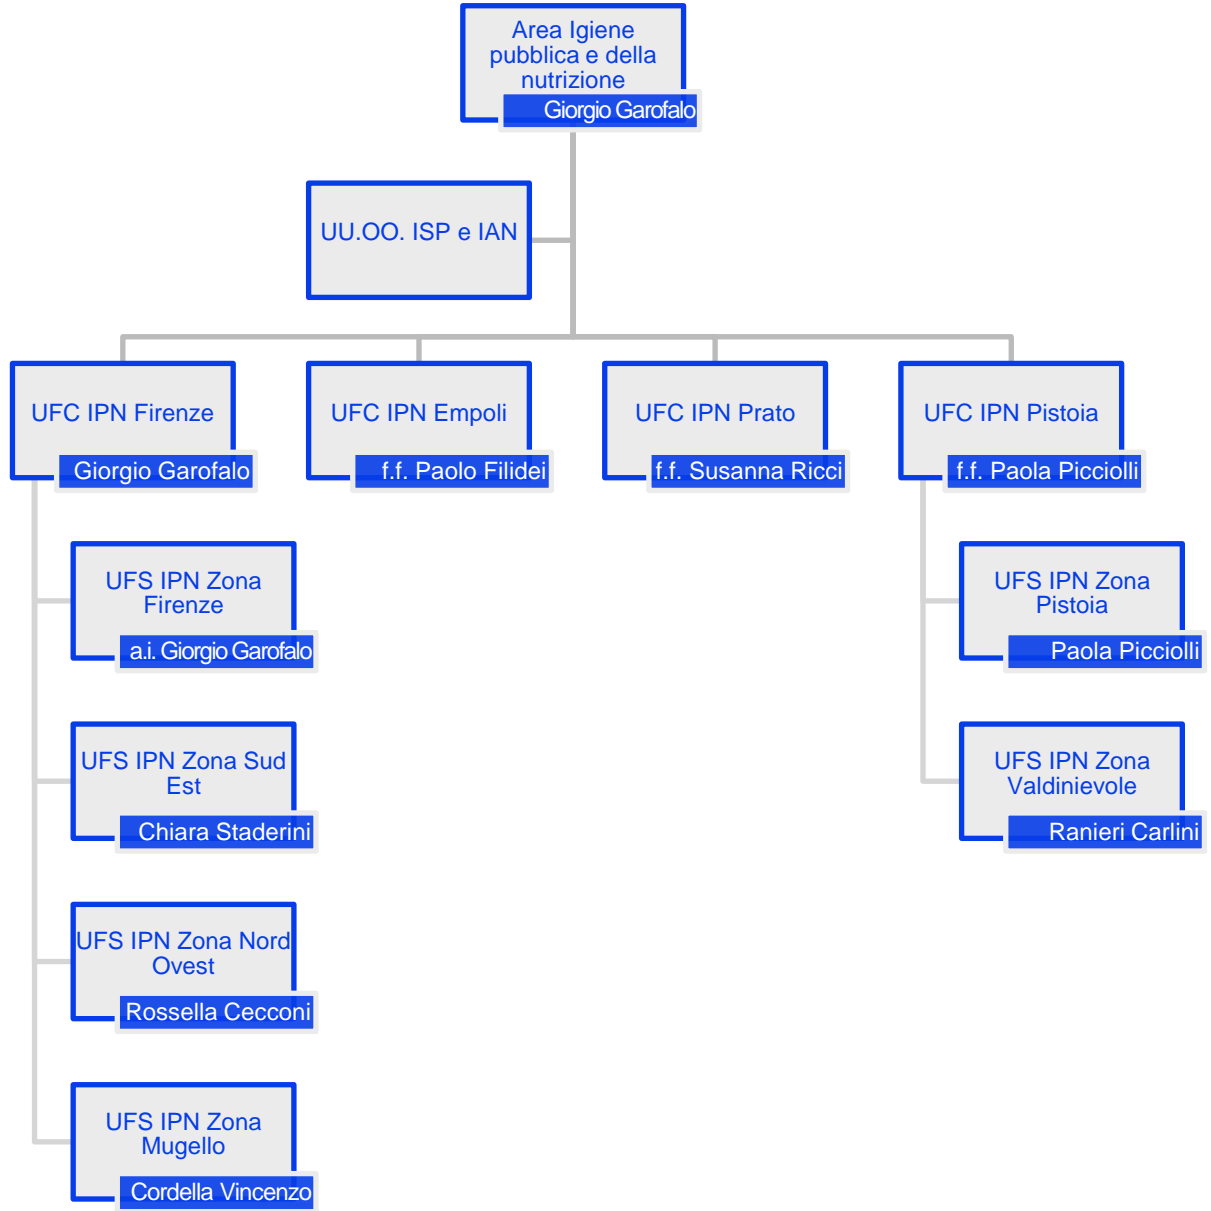 Area Igiene
pubblica e della
nutrizione
Giorgio Garofalo
UU.OO. ISP e IAN
UFC IPN Firenze
Giorgio Garofalo
UFC IPN Empoli
f.f. Paolo Filidei
UFC IPN Prato
f.f. Susanna Ricci
UFC IPN Pistoia
f.f. Paola Picciolli
UFS IPN Zona
Firenze
a.i. Giorgio Garofalo
UFS IPN Zona Sud
Est
Chiara Staderini
UFS IPN Zona Nord
Ovest
Rossella Cecconi
UFS IPN Zona
Mugello
Cordella Vincenzo
UFS IPN Zona
Pistoia
Paola Picciolli
UFS IPN Zona
Valdinievole
Ranieri Carlini